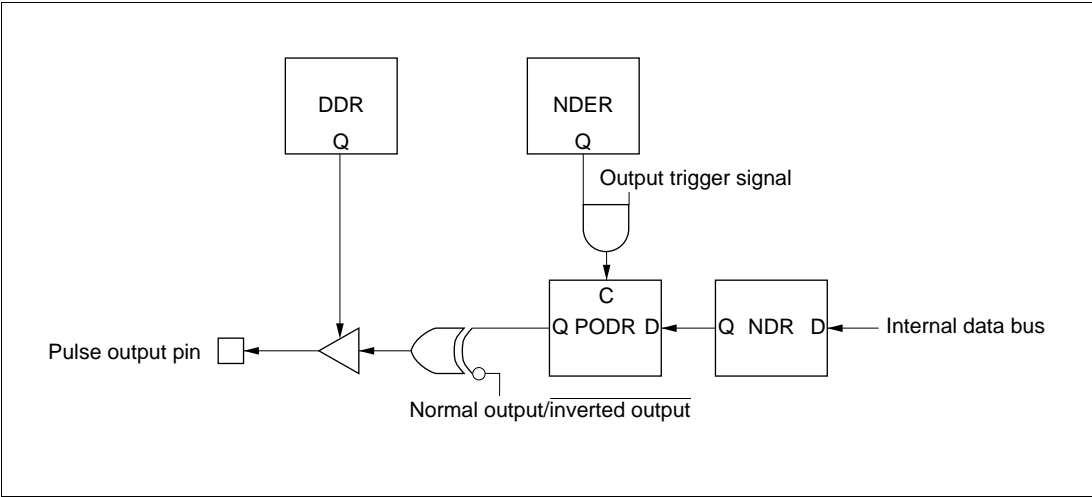 DDR
Q
NDER
Q
Output trigger signal
C
Q PODR D
Q NDR D
Internal data bus
Pulse output pin
Normal output/inverted output